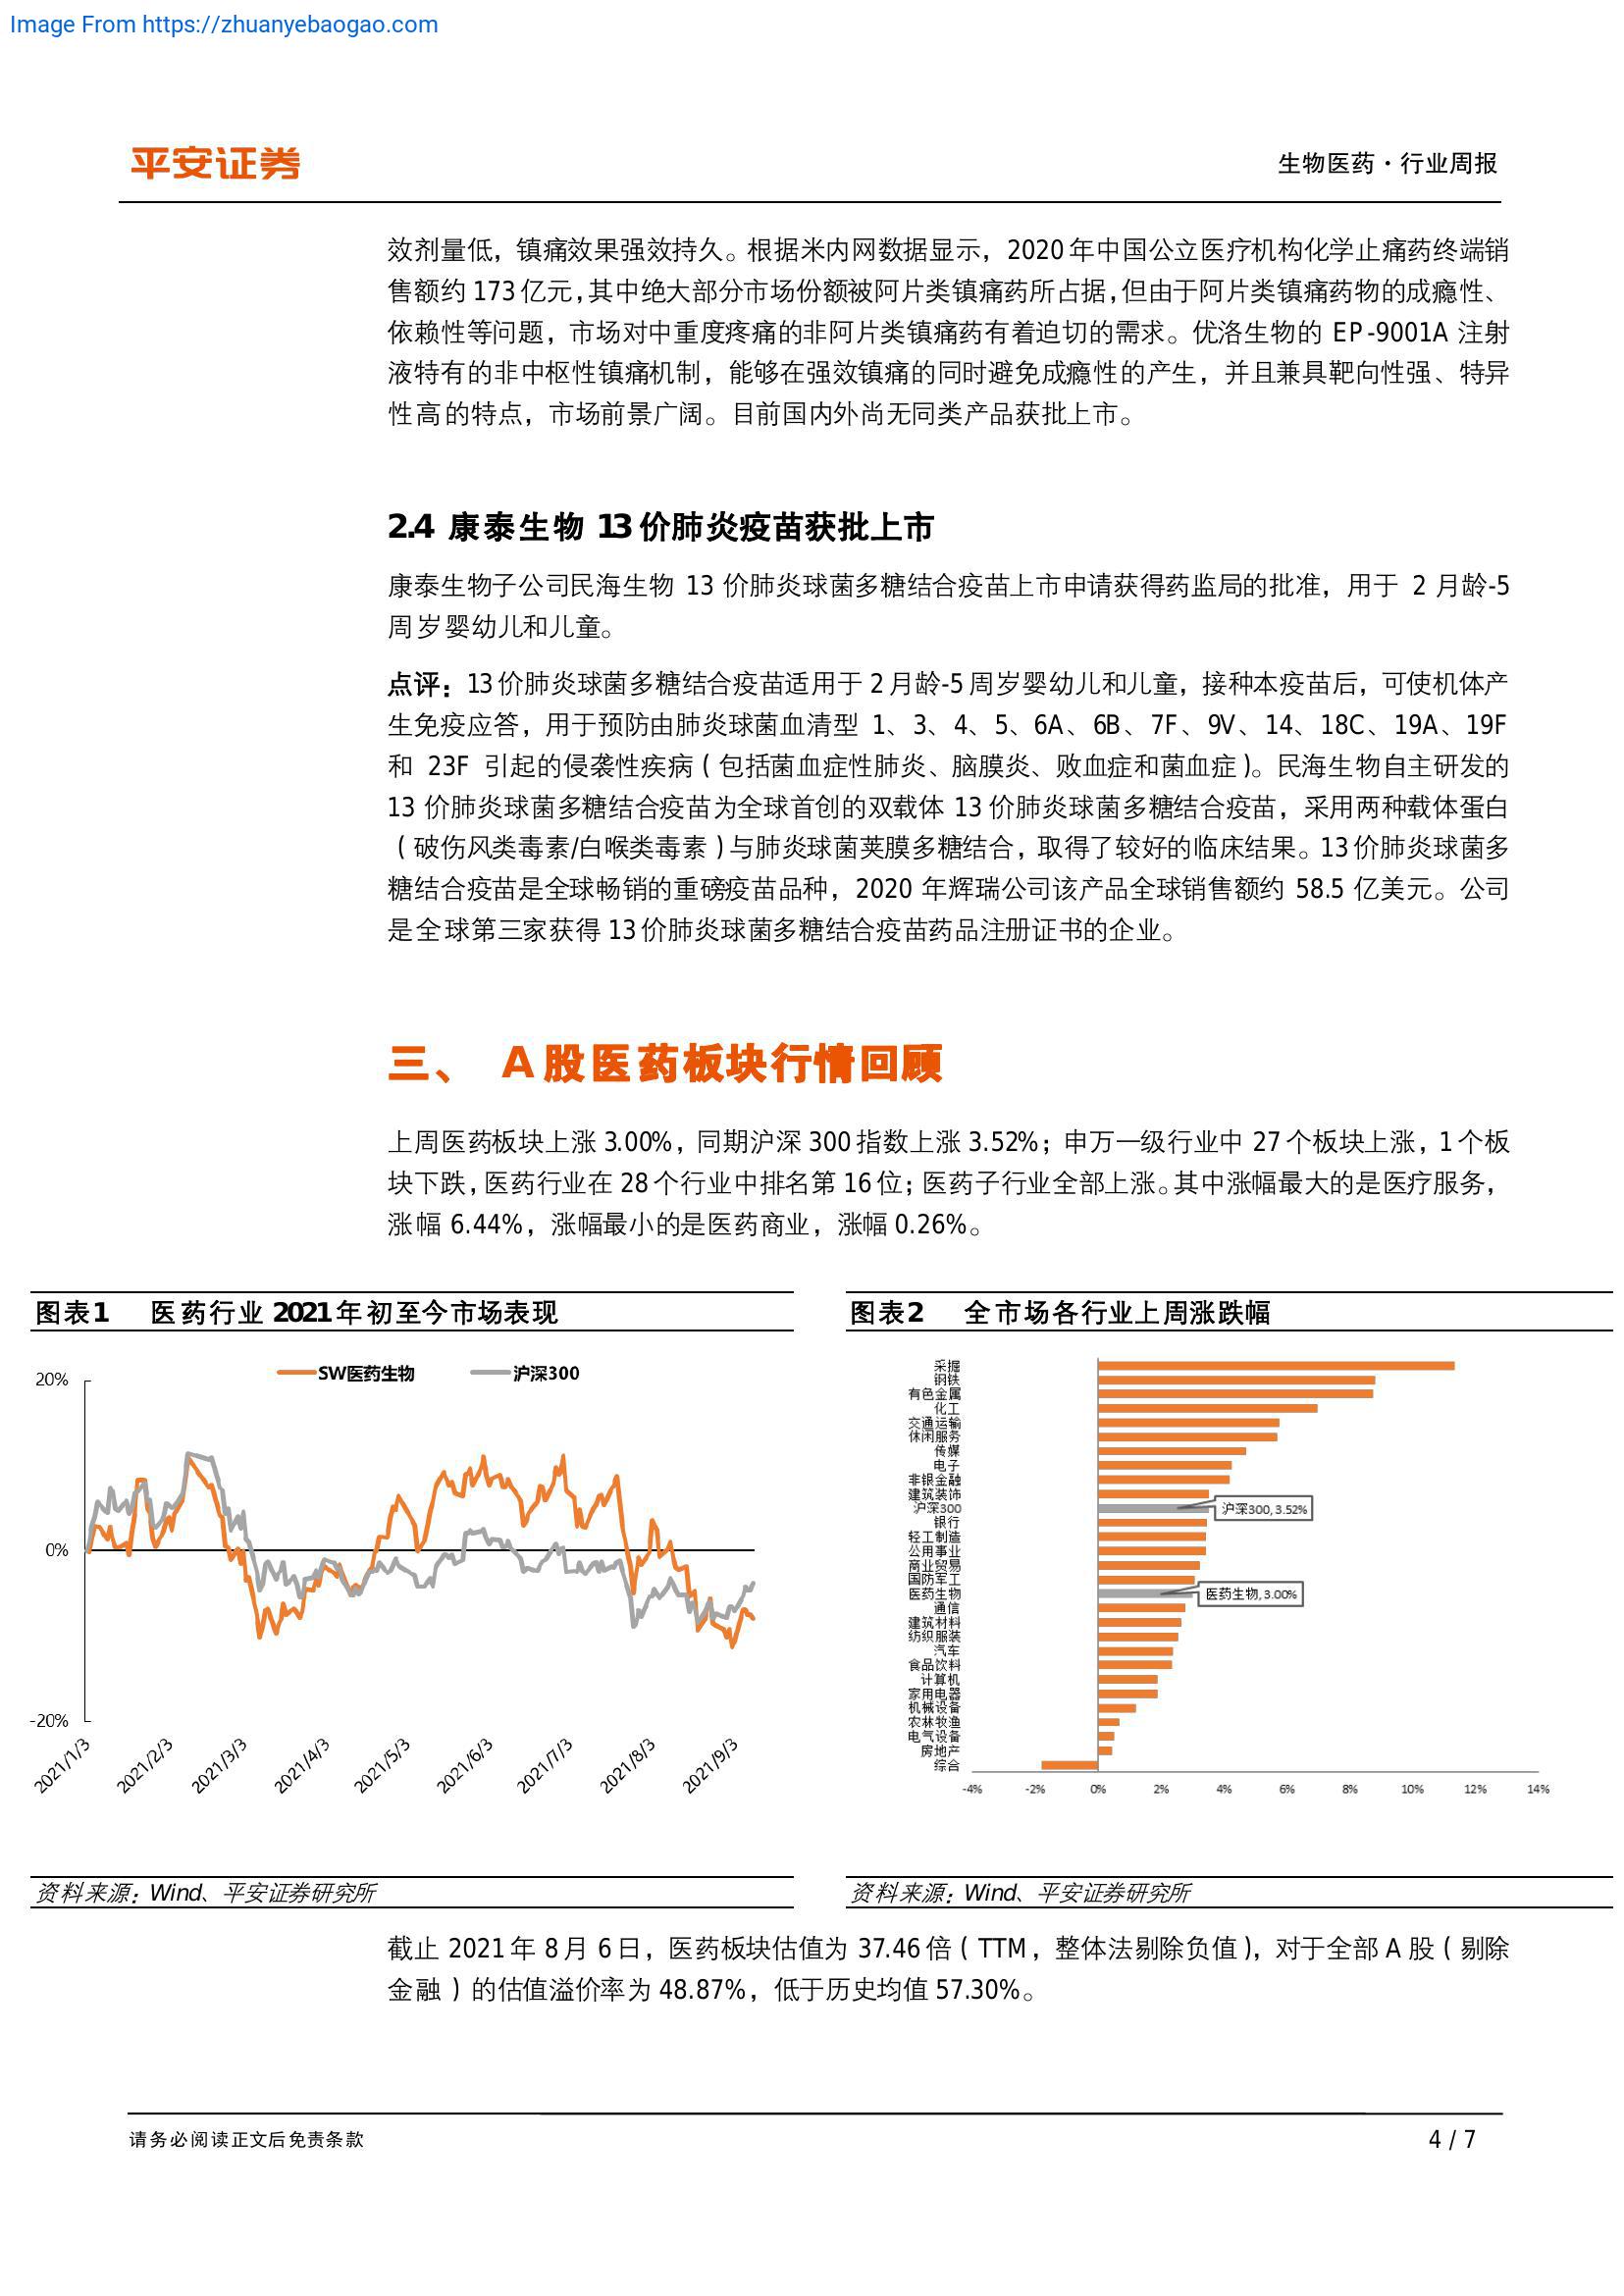 Image From https://zhuanyebaogao.com
平安证券
生物医药·行业周报
效剂量低，镇痛效果强效持久。根据米内网数据显示，2020年中国公立医疗机构化学止痛药终端销
售额约 173 亿元，其中绝大部分市场份额被阿片类镇痛药所占据，但由于阿片类镇痛药物的成瘾性、
依赖性等问题，市场对中重度疼痛的非阿片类镇痛药有着迫切的需求。优洛生物的 EP-9001A 注射
液特有的非中枢性镇痛机制，能够在强效镇痛的同时避免成瘾性的产生，并且兼具靶向性强、特异
性高的特点，市场前景广阔。目前国内外尚无同类产品获批上市。
2.4 康泰生物 13 价肺炎疫苗获批上市
康泰生物子公司民海生物 13 价肺炎球菌多糖结合疫苗上市申请获得药监局的批准，用于 2 月龄-5
周岁婴幼儿和儿童。
点评：13 价肺炎球菌多糖结合疫苗适用于 2 月龄-5 周岁婴幼儿和儿童，接种本疫苗后，可使机体产
生免疫应答，用于预防由肺炎球菌血清型 1、3、4、5、6A、6B、7F、9V、14、18C、19A、19F
和 23F 引起的侵袭性疾病（包括菌血症性肺炎、脑膜炎、败血症和菌血症）。民海生物自主研发的
13 价肺炎球菌多糖结合疫苗为全球首创的双载体 13 价肺炎球菌多糖结合疫苗，采用两种载体蛋白
（破伤风类毒素/白喉类毒素）与肺炎球菌荚膜多糖结合，取得了较好的临床结果。13 价肺炎球菌多
糖结合疫苗是全球畅销的重磅疫苗品种，2020 年辉瑞公司该产品全球销售额约 58.5 亿美元。公司
是全球第三家获得 13 价肺炎球菌多糖结合疫苗药品注册证书的企业。
三、 A 股医药板块行情回顾
上周医药板块上涨 3.00%，同期沪深 300 指数上涨 3.52%；申万一级行业中 27 个板块上涨，1 个板
块下跌，医药行业在 28 个行业中排名第 16 位；医药子行业全部上涨。其中涨幅最大的是医疗服务，
涨幅 6.44%，涨幅最小的是医药商业，涨幅 0.26%。
图表1 医药行业 2021 年初至今市场表现
SW医药生物 沪深300
20%
0%
-20%
2021/1/3 2021/2/3 2021/3/3 2021/4/3 2021/5/3 2021/6/3 2021/7/3 2021/8/3 2021/9/3
资料来源：Wind、平安证券研究所
图表2 全市场各行业上周涨跌幅
采掘
钢铁
有色金属
化工
交通运输
休闲服务
传媒
电子
非银金融
建筑装饰
沪深300
沪深300, 3.52%
银行
轻工制造
公用事业
商业贸易
国防军工
医药生物
医药生物, 3.00%
通信
建筑材料
纺织服装
汽车
食品饮料
计算机
家用电器
机械设备
农林牧渔
电气设备
房地产
综合
-4% -2% 0% 2% 4% 6% 8% 10% 12% 14%
资料来源：Wind、平安证券研究所
截止 2021 年 8 月 6 日，医药板块估值为 37.46 倍（TTM，整体法剔除负值），对于全部 A 股（剔除
金融）的估值溢价率为 48.87%，低于历史均值 57.30%。
请务必阅读正文后免责条款
4 / 7